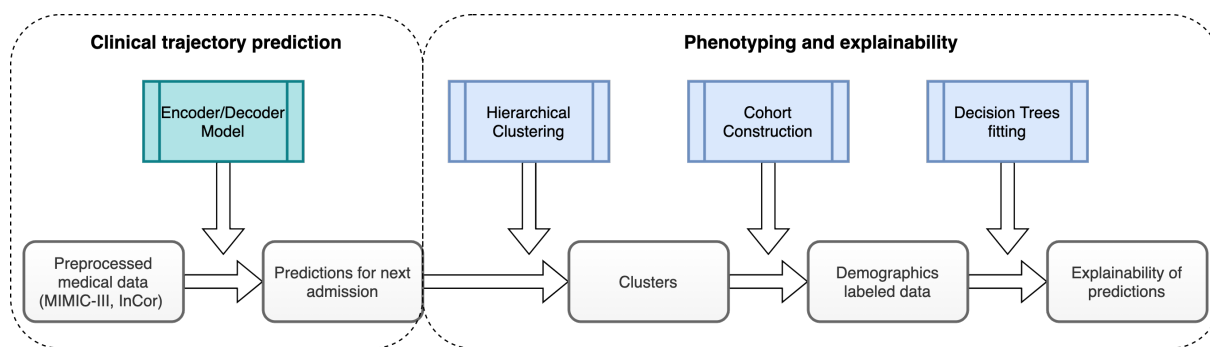 Clinical trajectory prediction
Phenotyping and explainability
Encoder/Decoder
Model
Hierarchical
Clustering
Cohort
Construction
Decision Trees
fitting
Preprocessed
medical data
(MIMIC-III, InCor)
Predictions for next
admission
Clusters
Demographics
labeled data
Explainability of
predictions